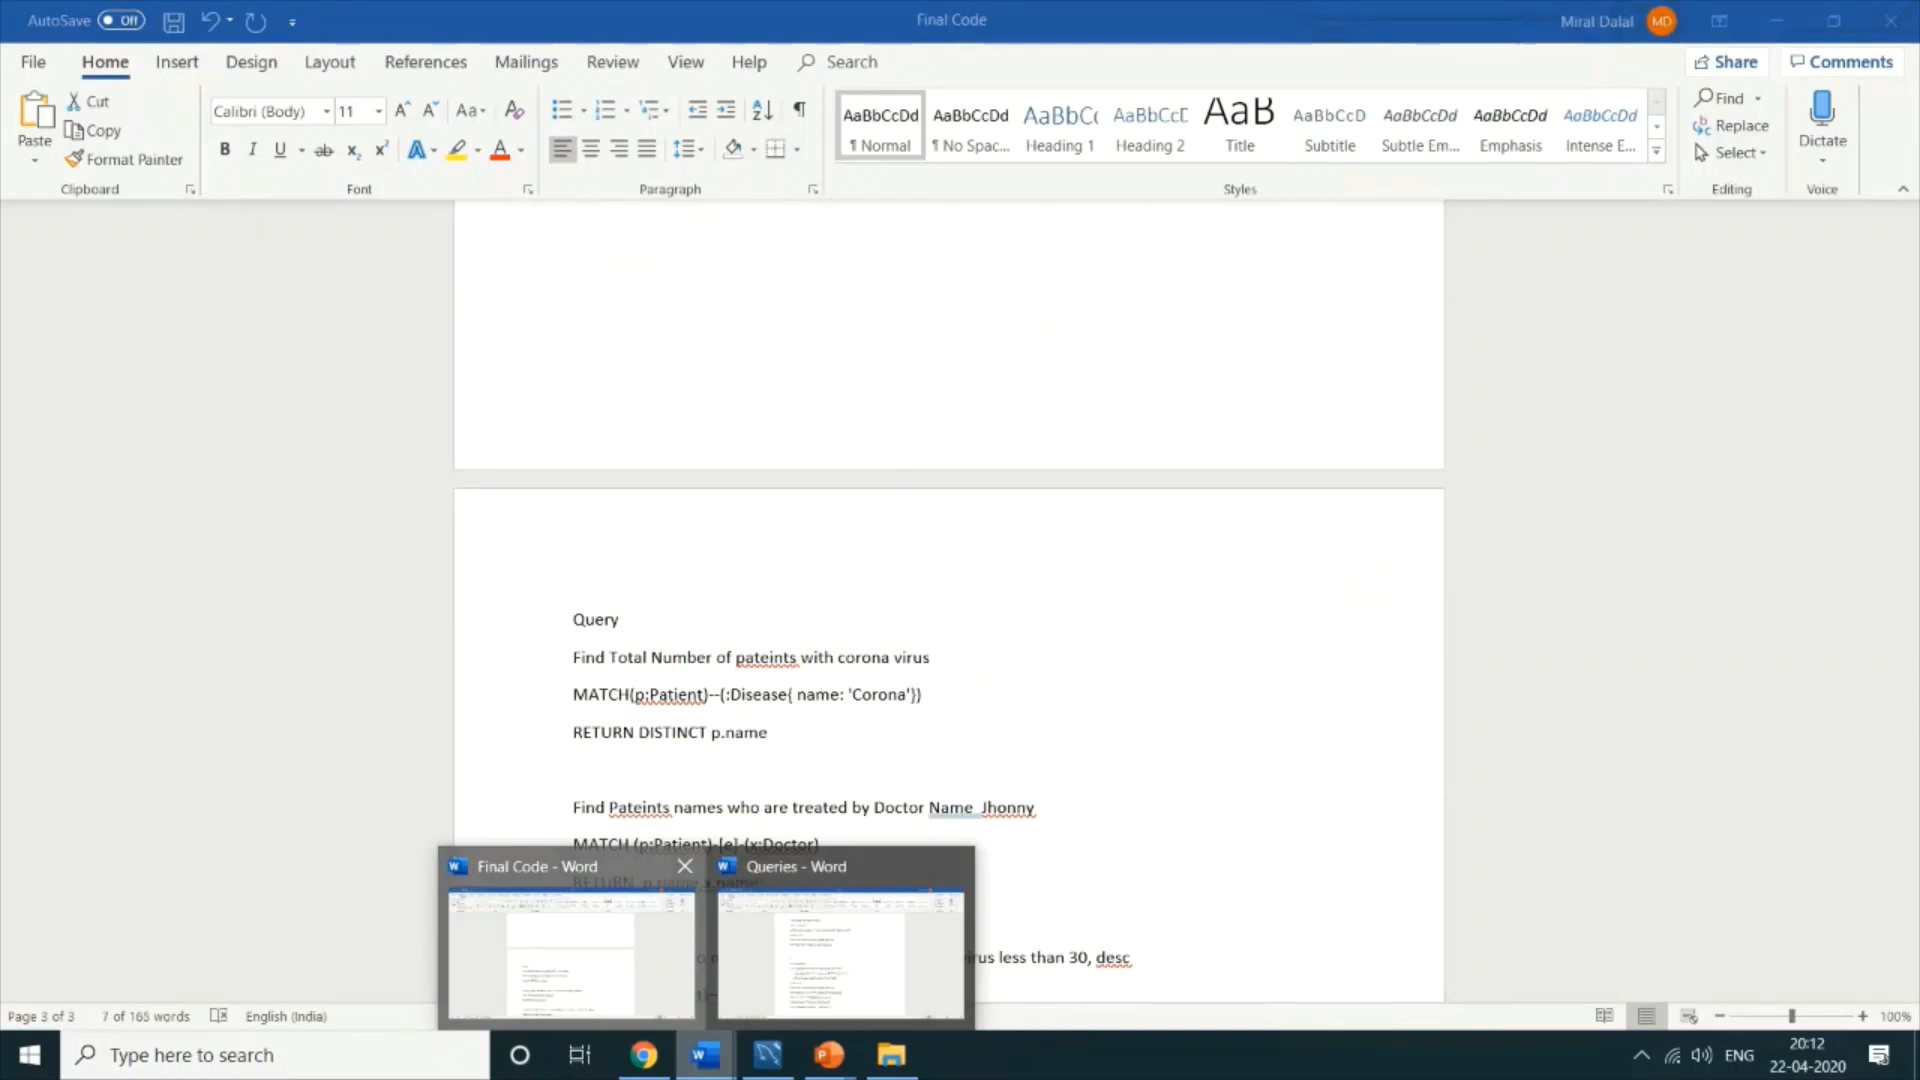 AutoSave Off Final Code Miral Dalal MD
File Home Insert Design Layout References Mailings Review View Help Search Share Comments
Paste Cut Copy Format Painter
Clipboard
Calibri (Body) 11
Font
Paragraph
AaBbCcDd AaBbCcDd AaBbC AaBbCcE AaB AaBbCcD AaBbCcDd AaBbCcDd AaBbCcDd
¶ Normal ¶ No Spac... Heading 1 Heading 2 Title Subtitle Subtle Em... Emphasis Intense E...
Styles
Find
Replace
Select
Editing
Dictate
Voice
Query
Find Total Number of pateints with corona virus
MATCH(p:Patient)--(:Disease{ name: 'Corona'})
RETURN DISTINCT p.name
Find Pateints names who are treated by Doctor Name Jhonny
MATCH (p:Patient)-[e]-(x:Doctor)
Final Code - Word Queries - Word
less than 30, desc
Page 3 of 3 7 of 165 words English (India) 100%
Type here to search
ENG
20:12
22-04-2020